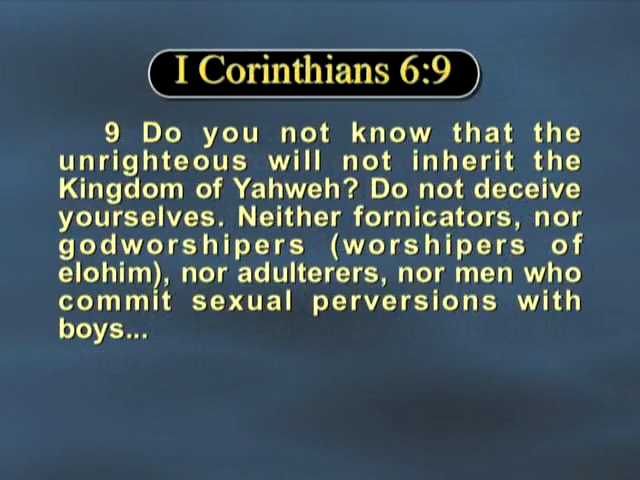 I Corinthians 6:9
9 Do you not know that the
unrighteous will not inherit the
Kingdom of Yahweh? Do not deceive
yourselves. Neither fornicators, nor
godworshipers (worshipers of
elohim), nor adulterers, nor men who
commit sexual perversions with
boys...